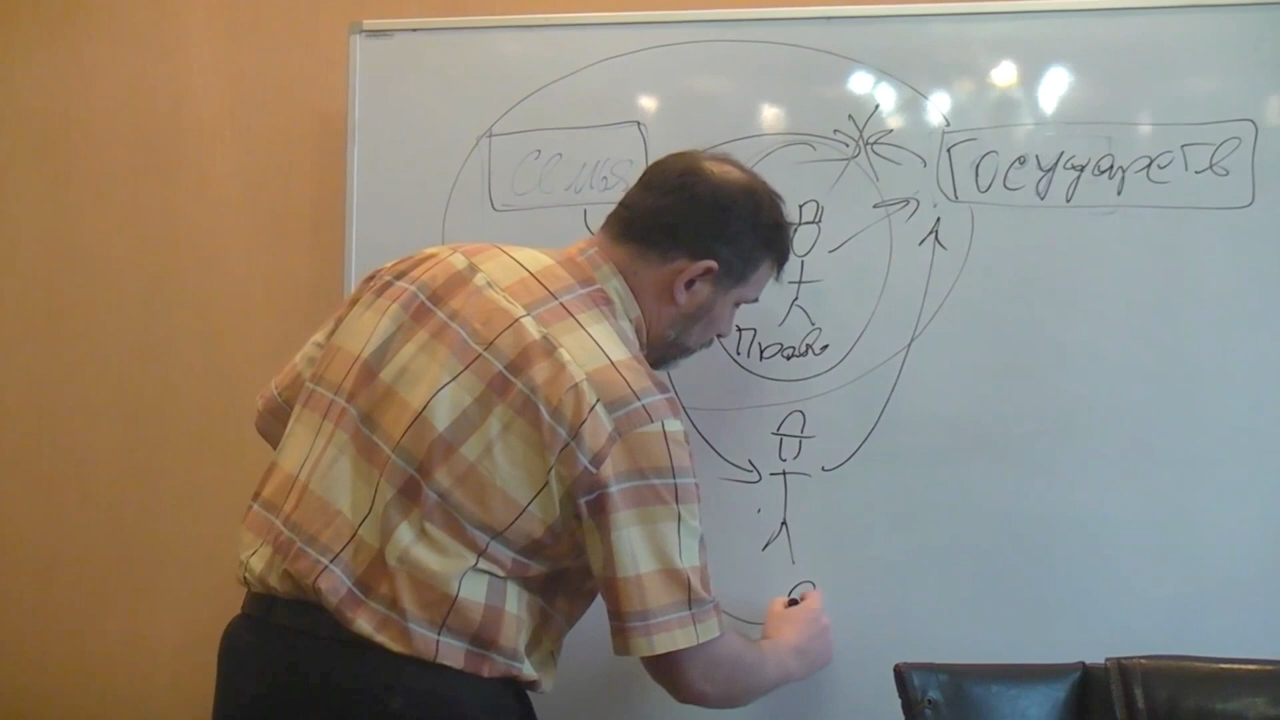 Семья
Государств
Право